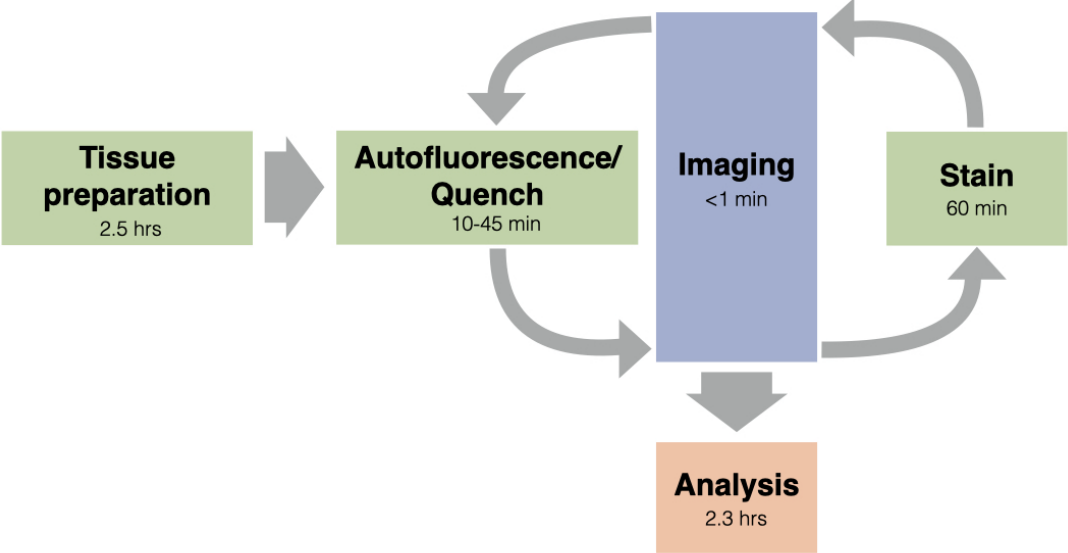 Tissue
preparation
2.5 hrs
Autofluorescence/
Quench
10-45 min
Imaging
<1 min
Stain
60 min
Analysis
2.3 hrs